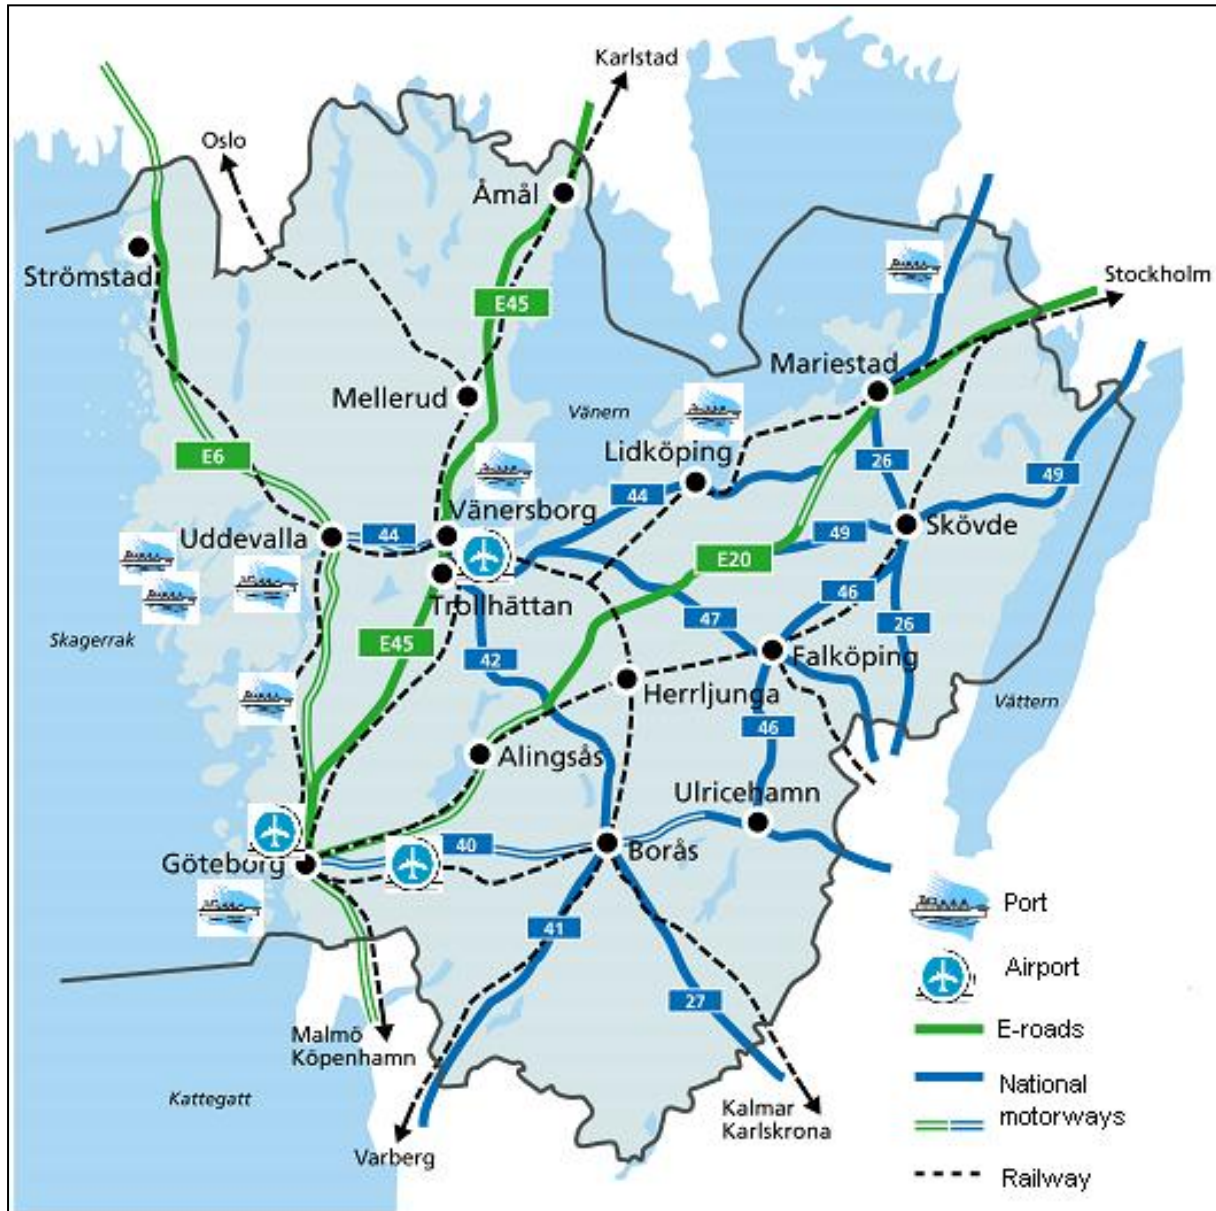 Karlstad
Oslo
Åmål
Strömstad
Stockholm
E45
Mariestad
Mellerud
Vänern
Lidköping
E6
26
49
44
Vänersborg
Uddevalla
44
49
Skövde
E20
Trollhättan
46
47
26
Skagerrak
E45
42
Falköping
Herrljunga
Vättern
46
Alingsås
Ulricehamn
40
Göteborg
Borås
Port
41
Airport
27
E-roads
Malmö
Köpenhamn
National
motorways
Kattegatt
Kalmar
Karlskrona
Varberg
Railway